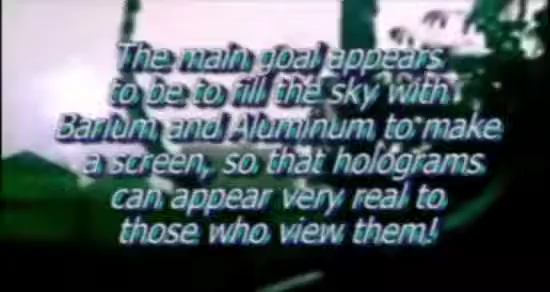 The main goal appears
to be to fill the sky with
Barium and Aluminum to make
a screen, so that holograms
can appear very real to
those who view them!